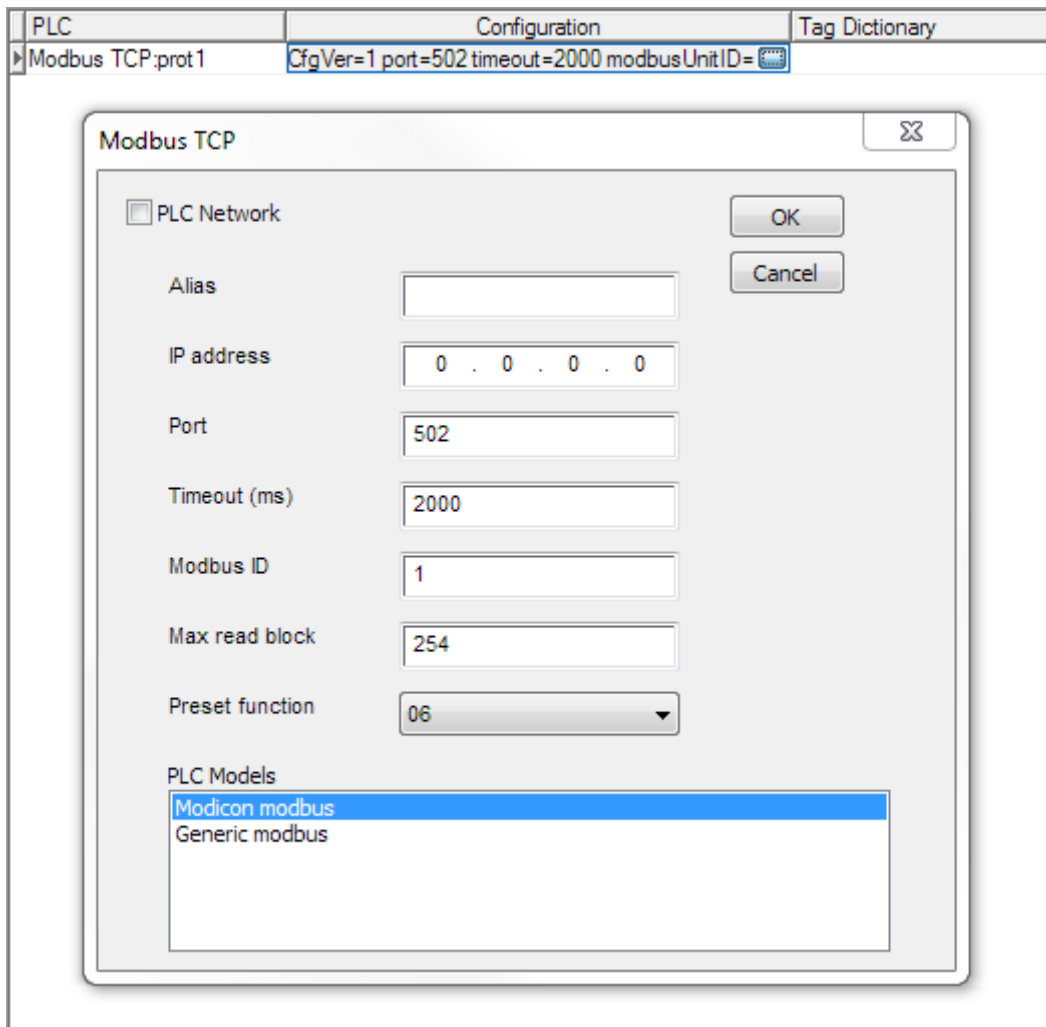 PLC Configuration Tag Dictionary
Modbus TCP:prot1 CfgVer=1 port=502 timeout=2000 modbusUnitID=
Modbus TCP
PLC Network OK
Cancel
Alias
IP address 0 . 0 . 0 . 0
Port 502
Timeout (ms) 2000
Modbus ID 1
Max read block 254
Preset function 06
PLC Models
Modicon modbus
Generic modbus